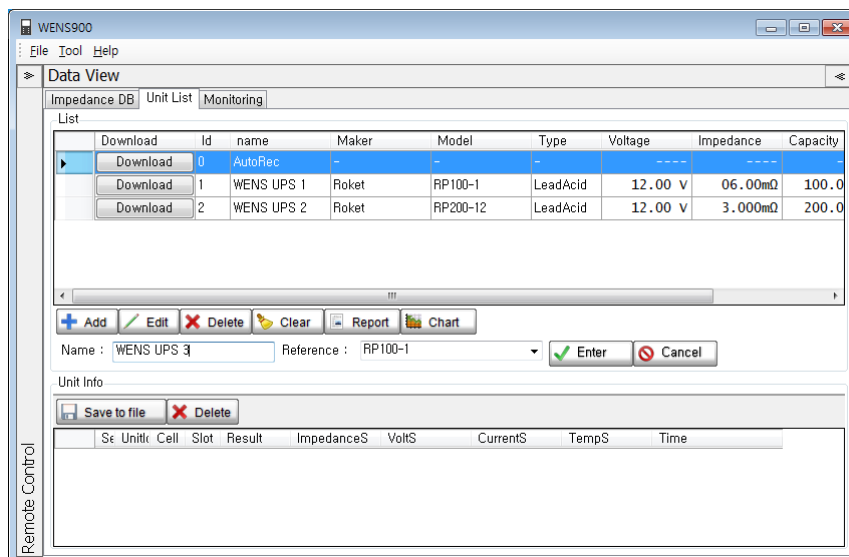 WENS900
File Tool Help
Data View
Impedance DB Unit List Monitoring
List
Download Id name Maker Model Type Voltage Impedance Capacity
Download 0 AutoRec - - - ---- ---- -
Download 1 WENS UPS 1 Roket RP100-1 LeadAcid 12.00 V 06.00mΩ 100.0
Download 2 WENS UPS 2 Roket RP200-12 LeadAcid 12.00 V 3.000mΩ 200.0
Add Edit Delete Clear Report Chart
Name : WENS UPS 3 Reference : RP100-1 Enter Cancel
Unit Info
Save to file Delete
Se Cell Slot Result ImpedanceS VoltS CurrentS TempS Time
Remote Control